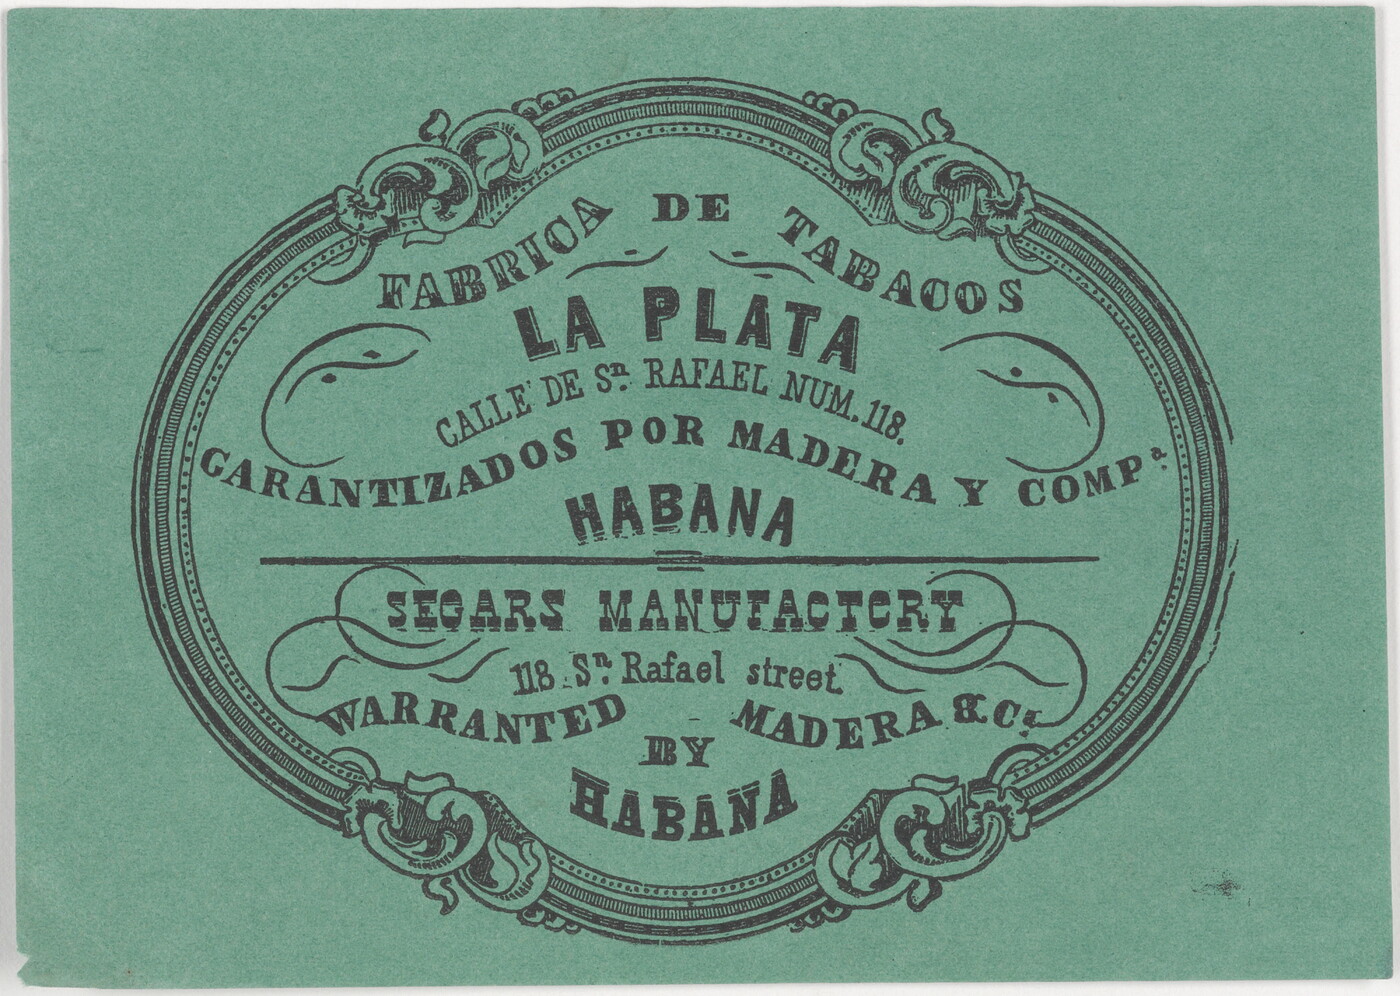 FABRICA DE TABACOS
LA PLATA
CALLE DE Sn. RAFAEL NUM. 118.
GARANTIZADOS POR MADERA Y COMPa.
HABANA
SEGARS MANUFACTORY
118 Sn. Rafael street.
WARRANTED BY MADERA & Ca.
HABANA